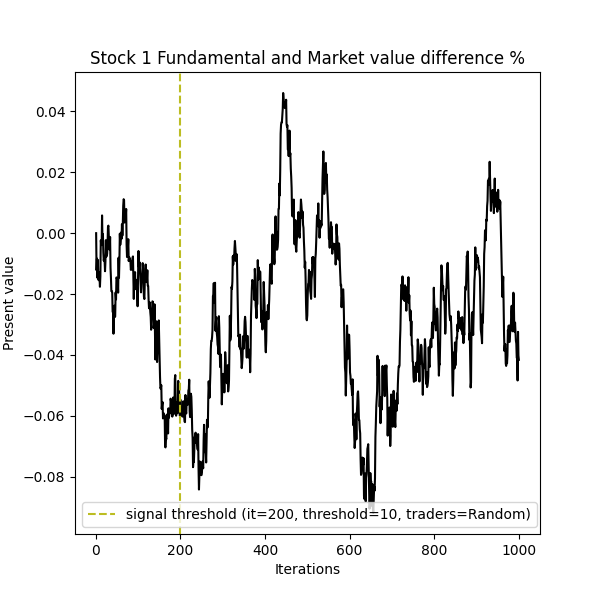 Stock 1 Fundamental and Market value difference %
0.04
0.02
0.00
−0.02
−0.04
−0.06
−0.08
Present value
signal threshold (it=200, threshold=10, traders=Random)
0 200 400 600 800 1000
Iterations